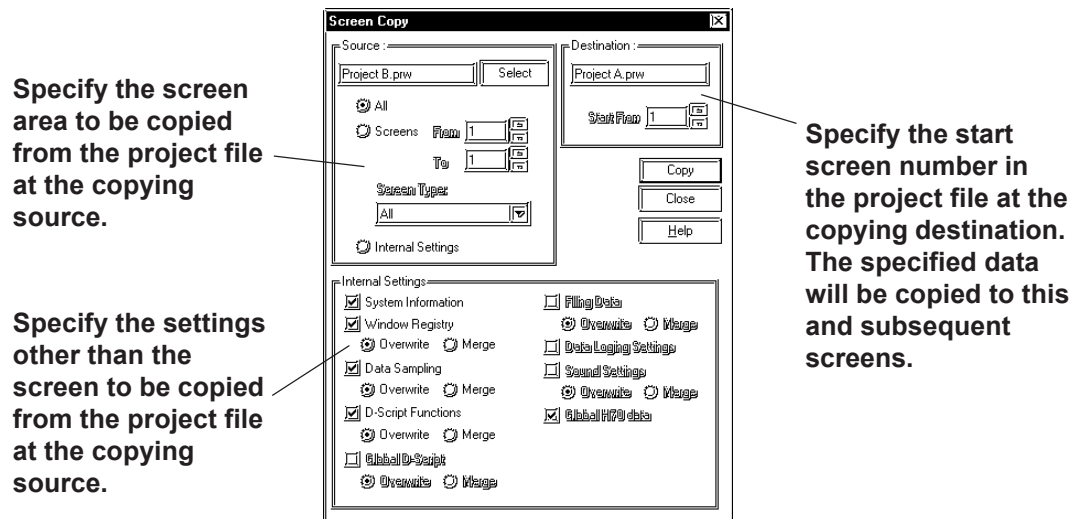 Screen Copy
Specify the screen
area to be copied
from the project file
at the copying
source.
Source :
Project B.prw
Select
All
Screens From 1
To 1
Screen Type:
All
Internal Settings
Destination :
Project A.prw
Start From 1
Copy
Close
Help
Specify the start
screen number in
the project file at the
copying destination.
The specified data
will be copied to this
and subsequent
screens.
Specify the settings
other than the
screen to be copied
from the project file
at the copying
source.
Internal Settings
System Information
Window Registry
Overwrite Merge
Data Sampling
Overwrite Merge
D-Script Functions
Overwrite Merge
Global D-Script
Overwrite Merge
Filing Data
Overwrite Merge
Data Loging Settings
Sound Settings
Overwrite Merge
Global H70 data